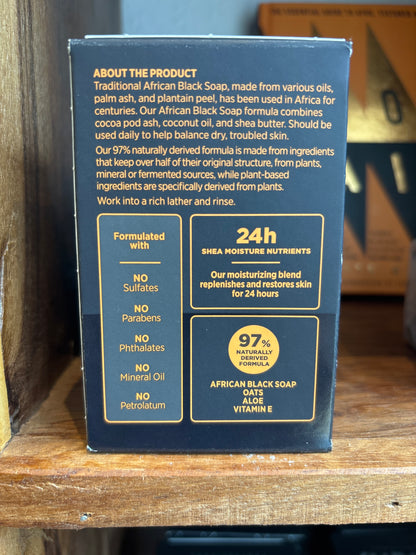 ABOUT THE PRODUCT
Traditional African Black Soap, made from various oils,
palm ash, and plantain peel, has been used in Africa for
centuries. Our African Black Soap formula combines
cocoa pod ash, coconut oil, and shea butter. Should be
used daily to help balance dry, troubled skin.
Our 97% naturally derived formula is made from ingredients
that keep over half of their original structure, from plants,
mineral or fermented sources, while plant-based
ingredients are specifically derived from plants.
Work into a rich lather and rinse.
Formulated
with
NO
Sulfates
NO
Parabens
NO
Phthalates
NO
Mineral Oil
NO
Petrolatum
24h
SHEA MOISTURE NUTRIENTS
Our moisturizing blend
replenishes and restores skin
for 24 hours
97%
NATURALLY
DERIVED
FORMULA
AFRICAN BLACK SOAP
OATS
ALOE
VITAMIN E